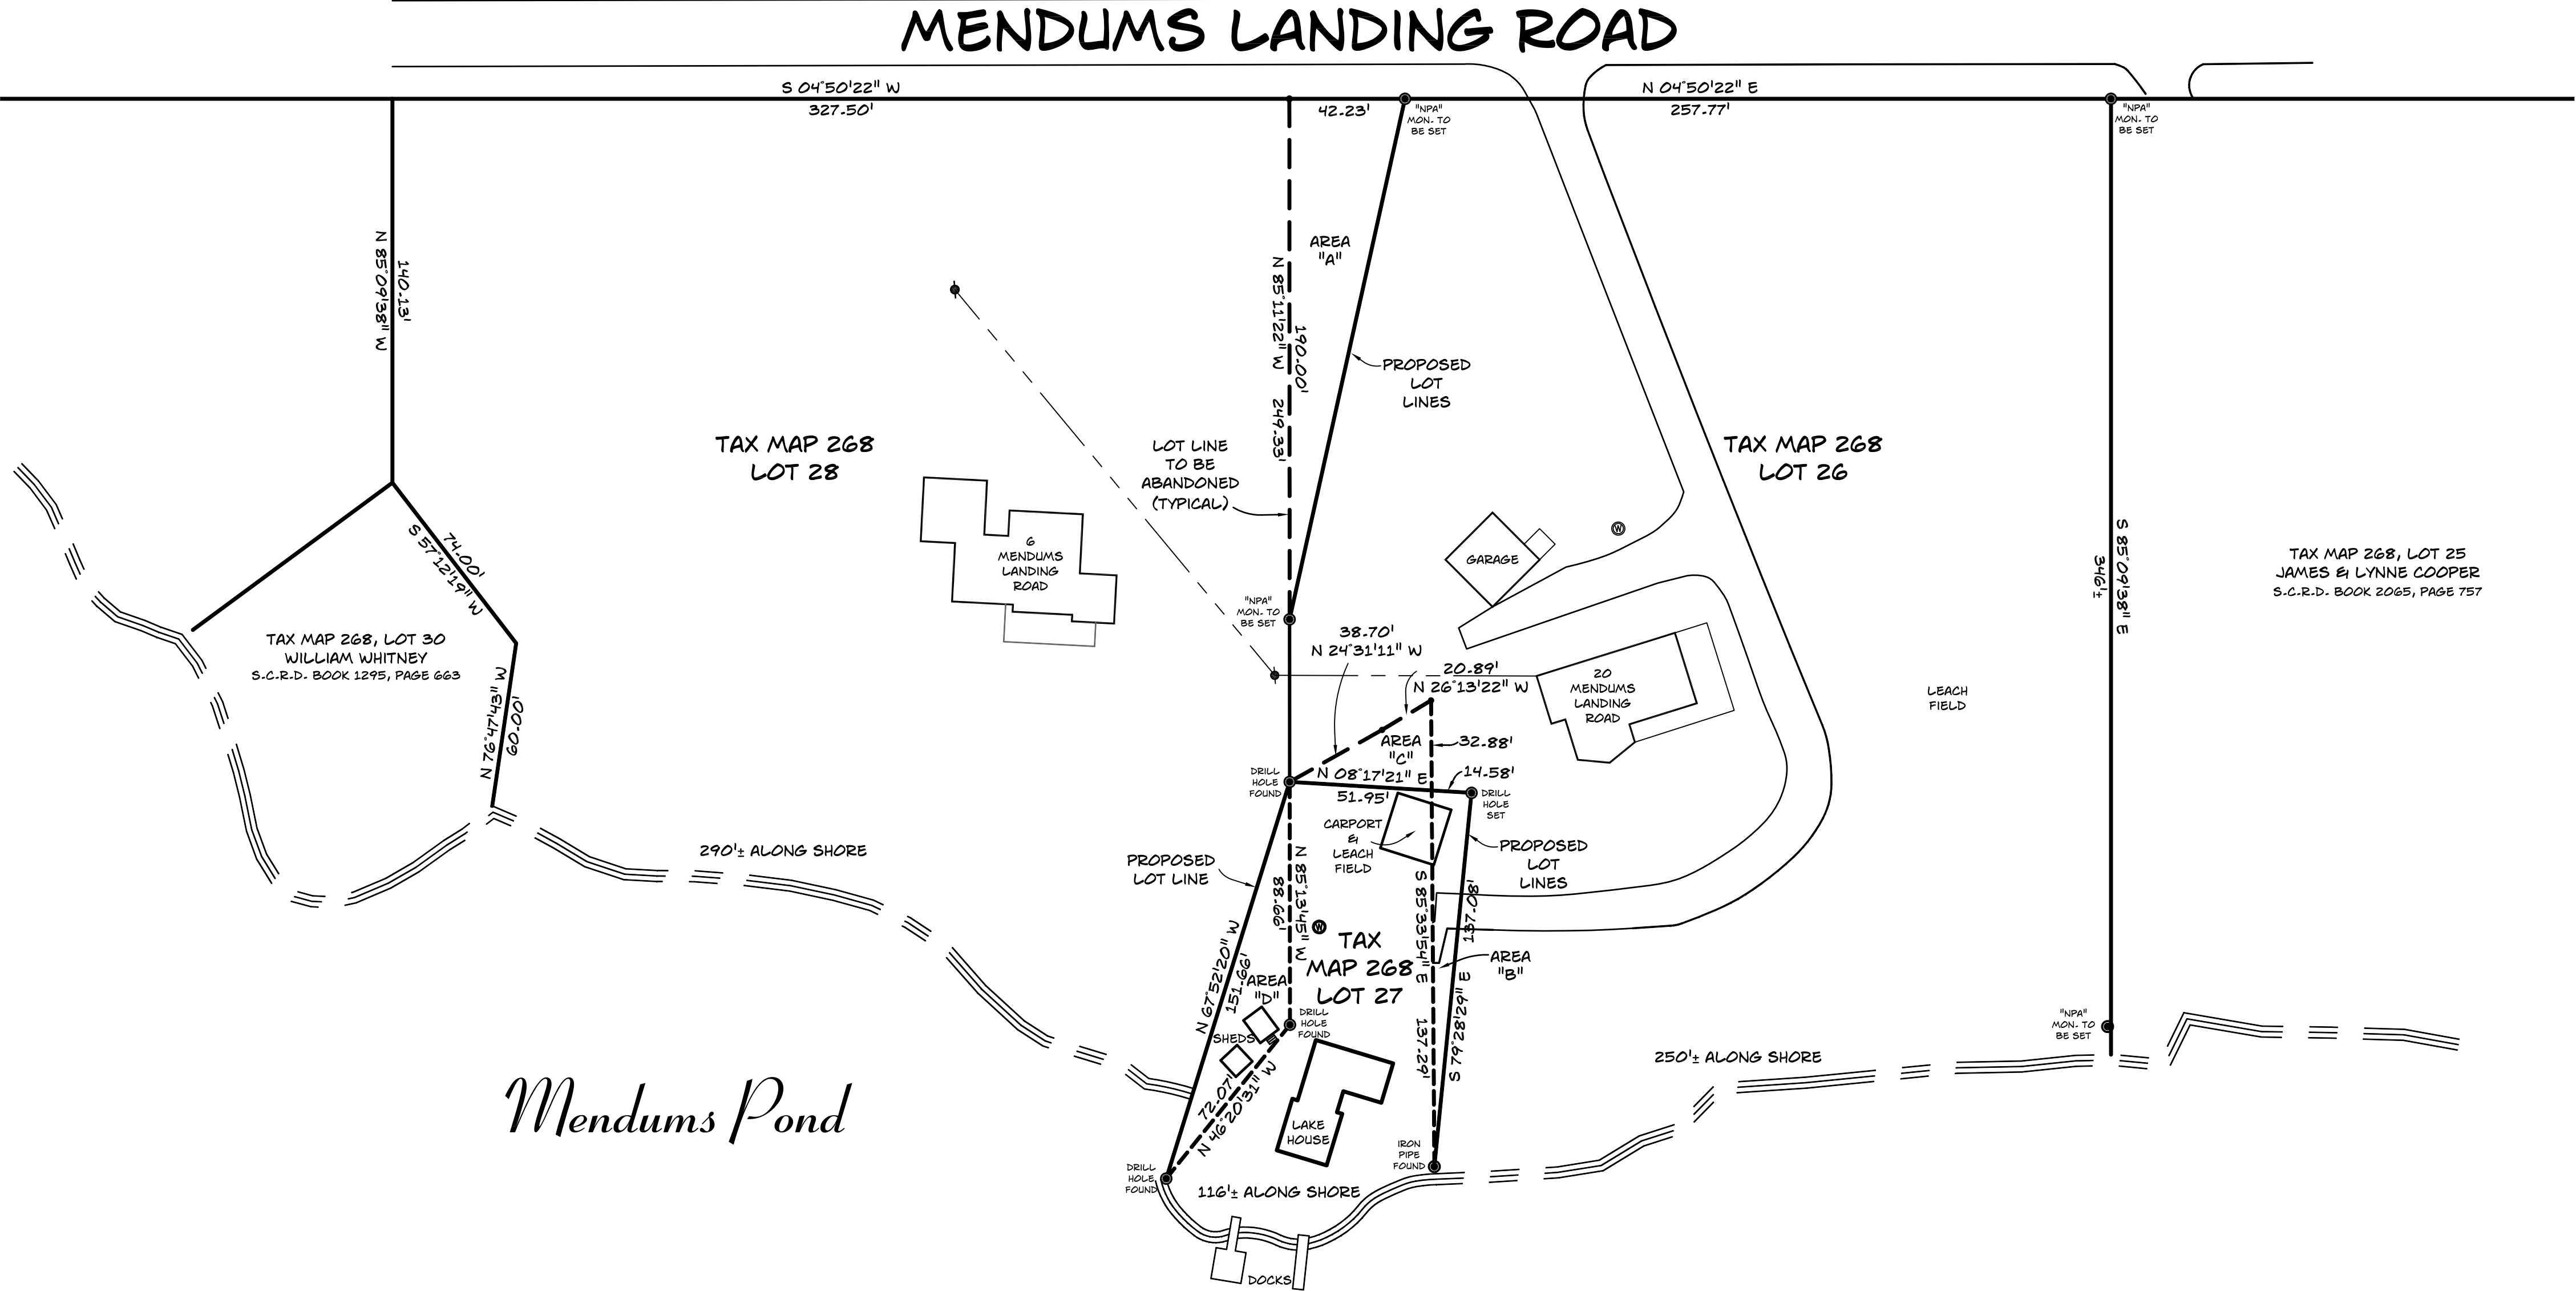 MENDUMS LANDING ROAD
S 04°50'22" W
327.50'
42.23'
N 04°50'22" E
257.77'
"NPA"
MON. TO
BE SET
"NPA"
MON. TO
BE SET
N 85°09'38" W
140.13'
AREA
"A"
N 85°11'22" W 249.33'
190.00'
PROPOSED
LOT
LINES
TAX MAP 268
LOT 28
LOT LINE
TO BE
ABANDONED
(TYPICAL)
TAX MAP 268
LOT 26
S 85°09'38" E
346'±
TAX MAP 268, LOT 25
JAMES & LYNNE COOPER
S.C.R.D. BOOK 2065, PAGE 757
74.00'
S 57°12'19" W
6
MENDUMS
LANDING
ROAD
GARAGE
W
"NPA"
MON. TO
BE SET
TAX MAP 268, LOT 30
WILLIAM WHITNEY
S.C.R.D. BOOK 1295, PAGE 663
N 76°47'43" W
60.00'
38.70'
N 24°31'11" W
20.89'
N 26°13'22" W
20
MENDUMS
LANDING
ROAD
LEACH
FIELD
AREA
"C"
32.88'
DRILL
HOLE
FOUND
N 08°17'21" E
51.95'
14.58'
DRILL
HOLE
SET
CARPORT
&
LEACH
FIELD
PROPOSED
LOT
LINES
290'± ALONG SHORE
PROPOSED
LOT LINE
N 85°13'45" W
88.66'
S 85°33'54" E
137.29'
137.08'
S 79°28'29" E
W
TAX
MAP 268
LOT 27
AREA
"B"
N 67°52'20" W
151.66'
AREA
"D"
DRILL
HOLE
FOUND
SHEDS
72.07'
N 46°20'31" W
"NPA"
MON. TO
BE SET
250'± ALONG SHORE
Mendums Pond
LAKE
HOUSE
IRON
PIPE
FOUND
DRILL
HOLE
FOUND
116'± ALONG SHORE
DOCKS